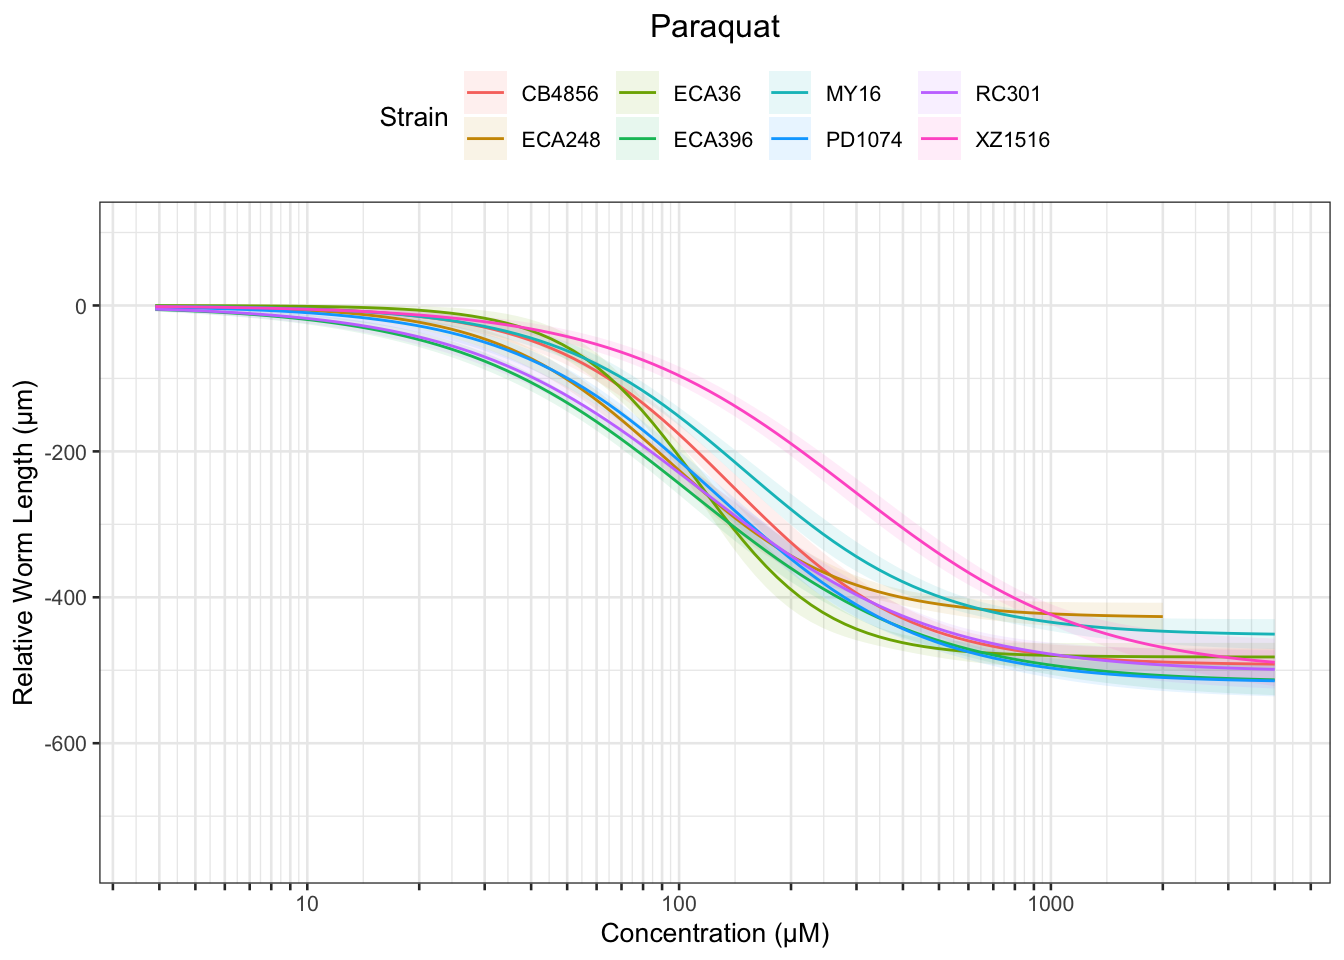 Paraquat
Strain
CB4856 ECA36 MY16 RC301
ECA248 ECA396 PD1074 XZ1516
Relative Worm Length (µm)
0
-200
-400
-600
10 100 1000
Concentration (µM)